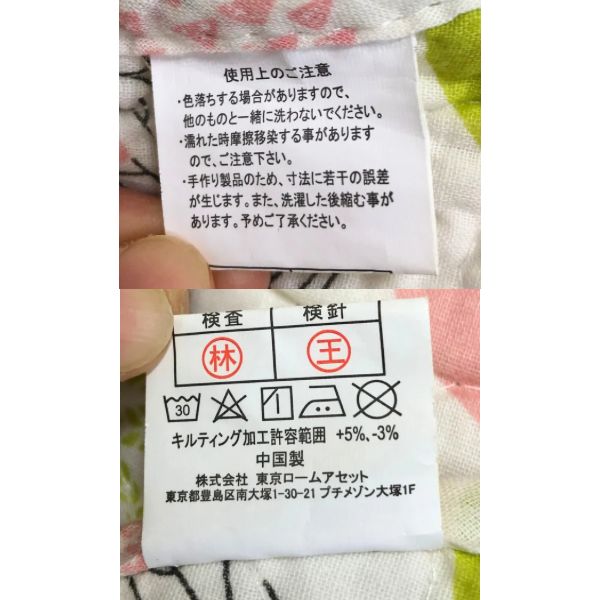 使用上のご注意
・色落ちする場合がありますので、
他のものと一緒に洗わないでください。
・濡れた時摩擦移染する事があります
ので、ご注意下さい。
・手作り製品のため、寸法に若干の誤差
が生じます。また、洗濯した後縮む事が
あります。予めご了承ください。
検査 検針
林 王
30
キルティング加工許容範囲 +5%,-3%
中国製
株式会社 東京ロームアセット
東京都豊島区南大塚1-30-21 プチメゾン大塚1F